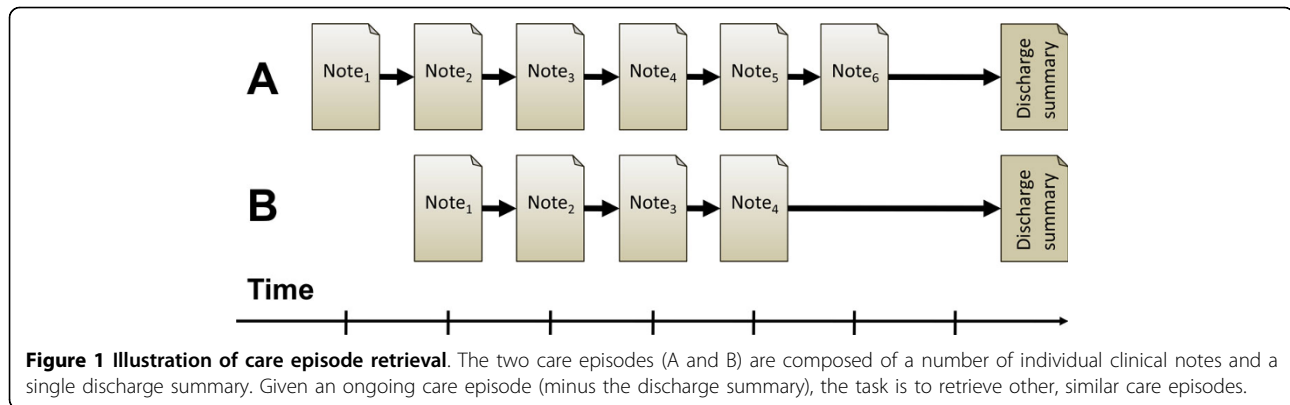 A Note₁ Note₂ Note₃ Note₄ Note₅ Note₆ Discharge summary
B Note₁ Note₂ Note₃ Note₄ Discharge summary
Time
Figure 1 Illustration of care episode retrieval. The two care episodes (A and B) are composed of a number of individual clinical notes and a
single discharge summary. Given an ongoing care episode (minus the discharge summary), the task is to retrieve other, similar care episodes.